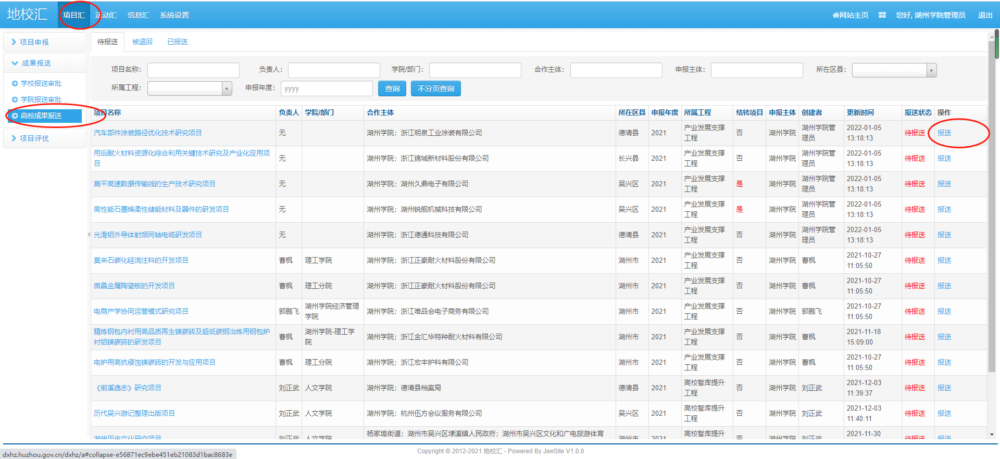 地校汇
项目汇
活动汇
信息汇
系统设置
网站主页
您好, 湖州学院管理员
退出
项目申报
成果报送
学校报送审批
学院报送审批
高校成果报送
项目评优
待报送
被退回
已报送
项目名称:
负责人:
学院/部门:
合作主体:
申报主体:
所在区县:
所属工程:
申报年度:
yyyy
查询
不分页查询
项目名称 负责人 学院/部门 合作主体 所在区县 申报年度 所属工程 结转项目 申报主体 创建者 更新时间 报送状态 操作
汽车部件涂装路径优化技术研究项目 无 湖州学院；浙江明泉工业涂装有限公司 德清县 2021 产业发展支撑工程 否 湖州学院 湖州学院管理员 2022-01-05 13:18:13 待报送 报送
用后耐火材料资源化综合利用关键技术研究及产业化应用项目 无 湖州学院；浙江锦城新材料股份有限公司 长兴县 2021 产业发展支撑工程 否 湖州学院 湖州学院管理员 2022-01-05 13:18:13 待报送 报送
扁平高速数据传输线的生产技术研究项目 无 湖州学院；湖州久鼎电子有限公司 吴兴区 2021 产业发展支撑工程 是 湖州学院 湖州学院管理员 2022-01-05 13:18:13 待报送 报送
高性能石墨烯柔性储能材料及器件的研发项目 无 湖州学院；湖州锐舰机械科技有限公司 吴兴区 2021 产业发展支撑工程 是 湖州学院 湖州学院管理员 2022-01-05 13:18:13 待报送 报送
光滑铝外导体射频同轴电缆研发项目 无 湖州学院；浙江德通科技有限公司 德清县 2021 产业发展支撑工程 否 湖州学院 湖州学院管理员 2022-01-05 13:18:13 待报送 报送
莫来石碳化硅浇注料的开发项目 曹枫 理工学院 湖州学院；浙江正豪耐火材料股份有限公司 湖州市 2021 产业发展支撑工程 否 湖州学院 曹枫 2021-10-27 11:05:50 待报送 报送
微晶金属陶瓷板的开发项目 曹枫 理工分院 湖州学院；浙江正豪耐火材料股份有限公司 湖州市 2021 产业发展支撑工程 否 湖州学院 曹枫 2021-10-27 11:05:50 待报送 报送
电商产学协同运营模式研究项目 郭鹏飞 湖州学院经济管理学院 湖州学院；浙江唯品会电子商务有限公司 湖州市 2021 产业发展支撑工程 否 湖州学院 郭鹏飞 2021-10-27 11:05:50 待报送 报送
精炼钢包内衬用高品质再生镁碳砖及超低碳钢冶炼用钢包炉衬铝镁碳砖的研发项目 曹枫 湖州学院-理工学院 湖州学院；浙江金汇华特种耐火材料有限公司 湖州市 2021 产业发展支撑工程 否 湖州学院 曹枫 2021-11-18 15:09:00 待报送 报送
电炉用高抗侵蚀镁碳砖的开发与应用项目 曹枫 理工分院 湖州学院；浙江宏丰炉料有限公司 湖州市 2021 产业发展支撑工程 否 湖州学院 曹枫 2021-10-27 11:05:50 待报送 报送
《前溪逸志》研究项目 刘正武 人文学院 湖州学院；德清县档案局 德清县 2021 高校智库提升工程 否 湖州学院 刘正武 2021-12-03 11:39:37 待报送 报送
历代吴兴游记整理出版项目 刘正武 人文学院 湖州学院；杭州伍方会议服务有限公司 吴兴区 2021 高校智库提升工程 否 湖州学院 刘正武 2021-12-03 11:40:11 待报送 报送
湖州历史文化研究项目 刘正武 人文学院 杨家埠街道；湖州市吴兴区埭溪镇人民政府；湖州市吴兴区文化和广电旅游体育 湖州市 2021 高校智库提升 否 湖州学院 刘正武 2021-11-30 待报送 报送
Copyright © 2012-2021 地校汇 - Powered By JeeSite V1.0.0
dxhz.huzhou.gov.cn/dxhz/a#collapse-e56871ec9ebe451eb21083d1bac8683e